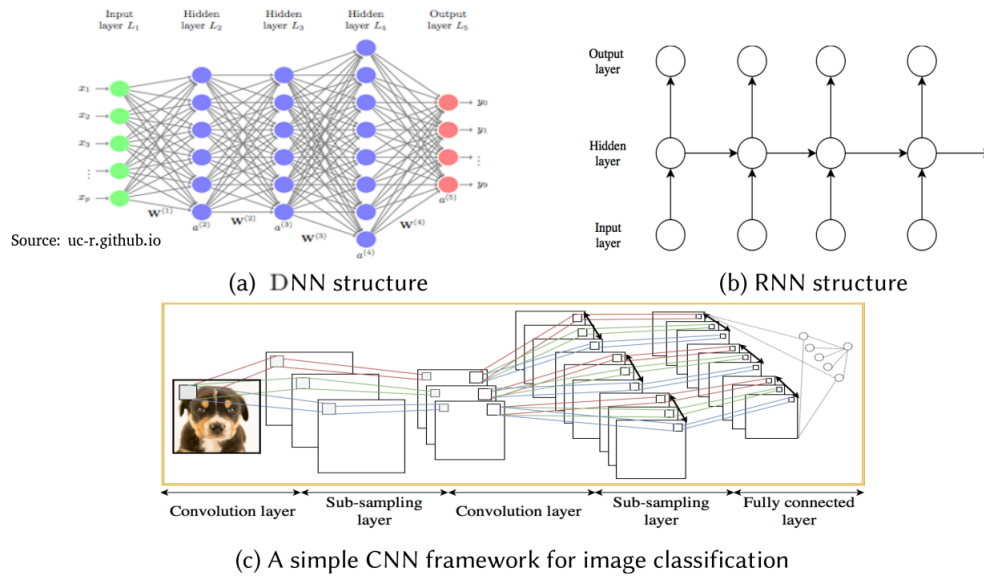 Input
layer L₁
Hidden
layer L₂
Hidden
layer L₃
Hidden
layer L₄
Output
layer L₅
x₁
x₂
x₃
⋮
xₚ
W⁽¹⁾
a⁽²⁾
W⁽²⁾
a⁽³⁾
W⁽³⁾
a⁽⁴⁾
W⁽⁴⁾
a⁽⁵⁾
y₀
y₁
⋮
y₉
Source: uc-r.github.io
(a) DNN structure
Output
layer
Hidden
layer
Input
layer
(b) RNN structure
Convolution layer
Sub-sampling
layer
Convolution layer
Sub-sampling
layer
Fully connected
layer
(c) A simple CNN framework for image classification